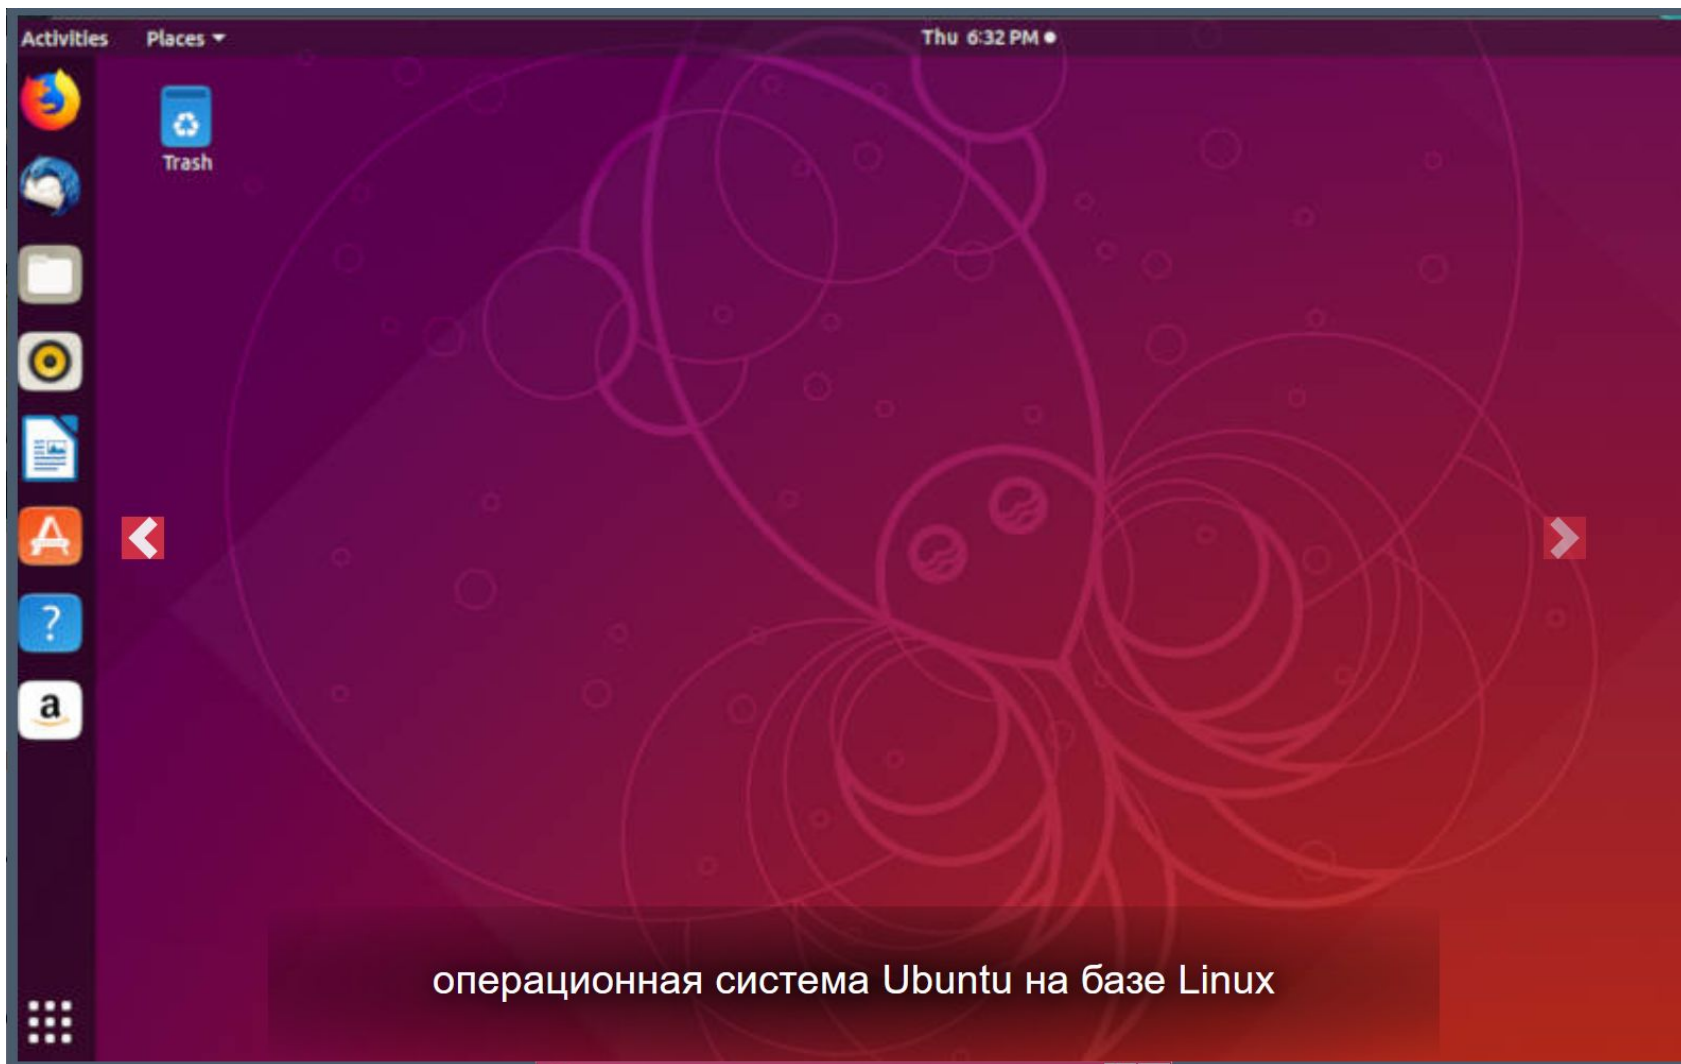 Activities Places Thu 6:32 PM
Trash
A
?
a
операционная система Ubuntu на базе Linux